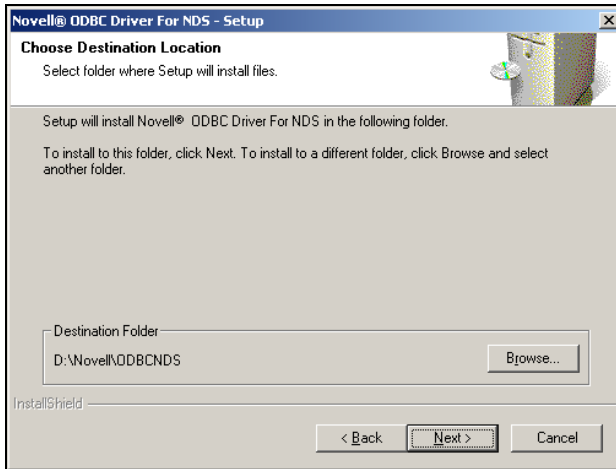 Novell® ODBC Driver For NDS - Setup
Choose Destination Location
Select folder where Setup will install files.
Setup will install Novell® ODBC Driver For NDS in the following folder.
To install to this folder, click Next. To install to a different folder, click Browse and select
another folder.
Destination Folder
D:\Novell\ODBCNDS
Browse...
InstallShield
< Back
Next >
Cancel